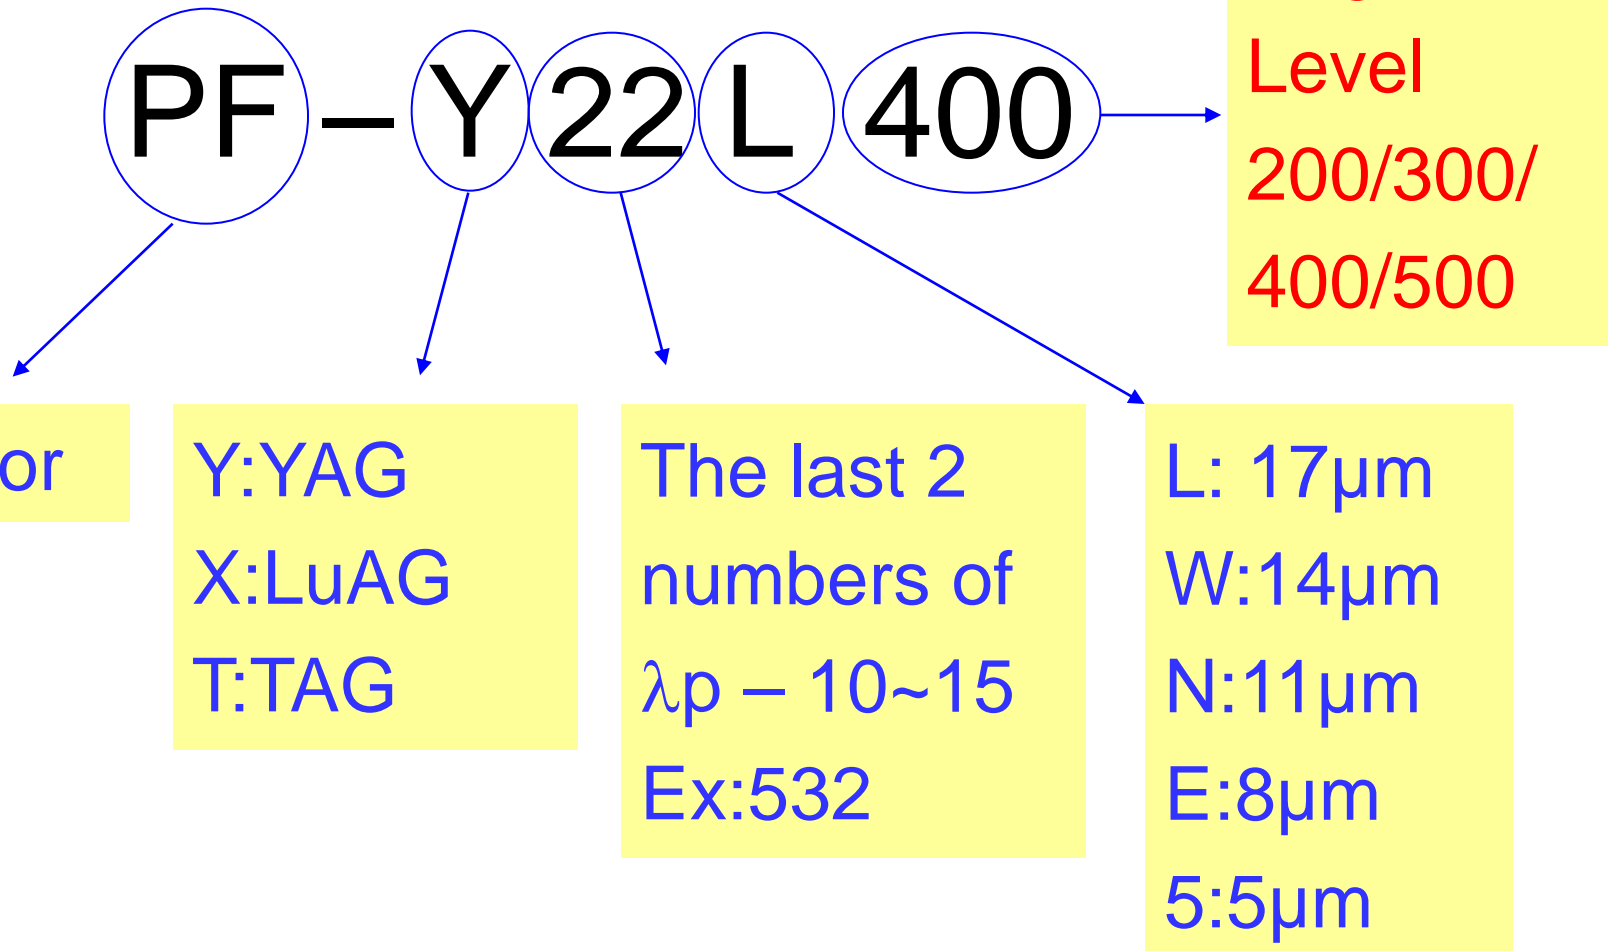 PF – Y 22 L 400
Level
200/300/
400/500
or
Y:YAG
X:LuAG
T:TAG
The last 2
numbers of
λp – 10~15
Ex:532
L: 17μm
W:14μm
N:11μm
E:8μm
5:5μm